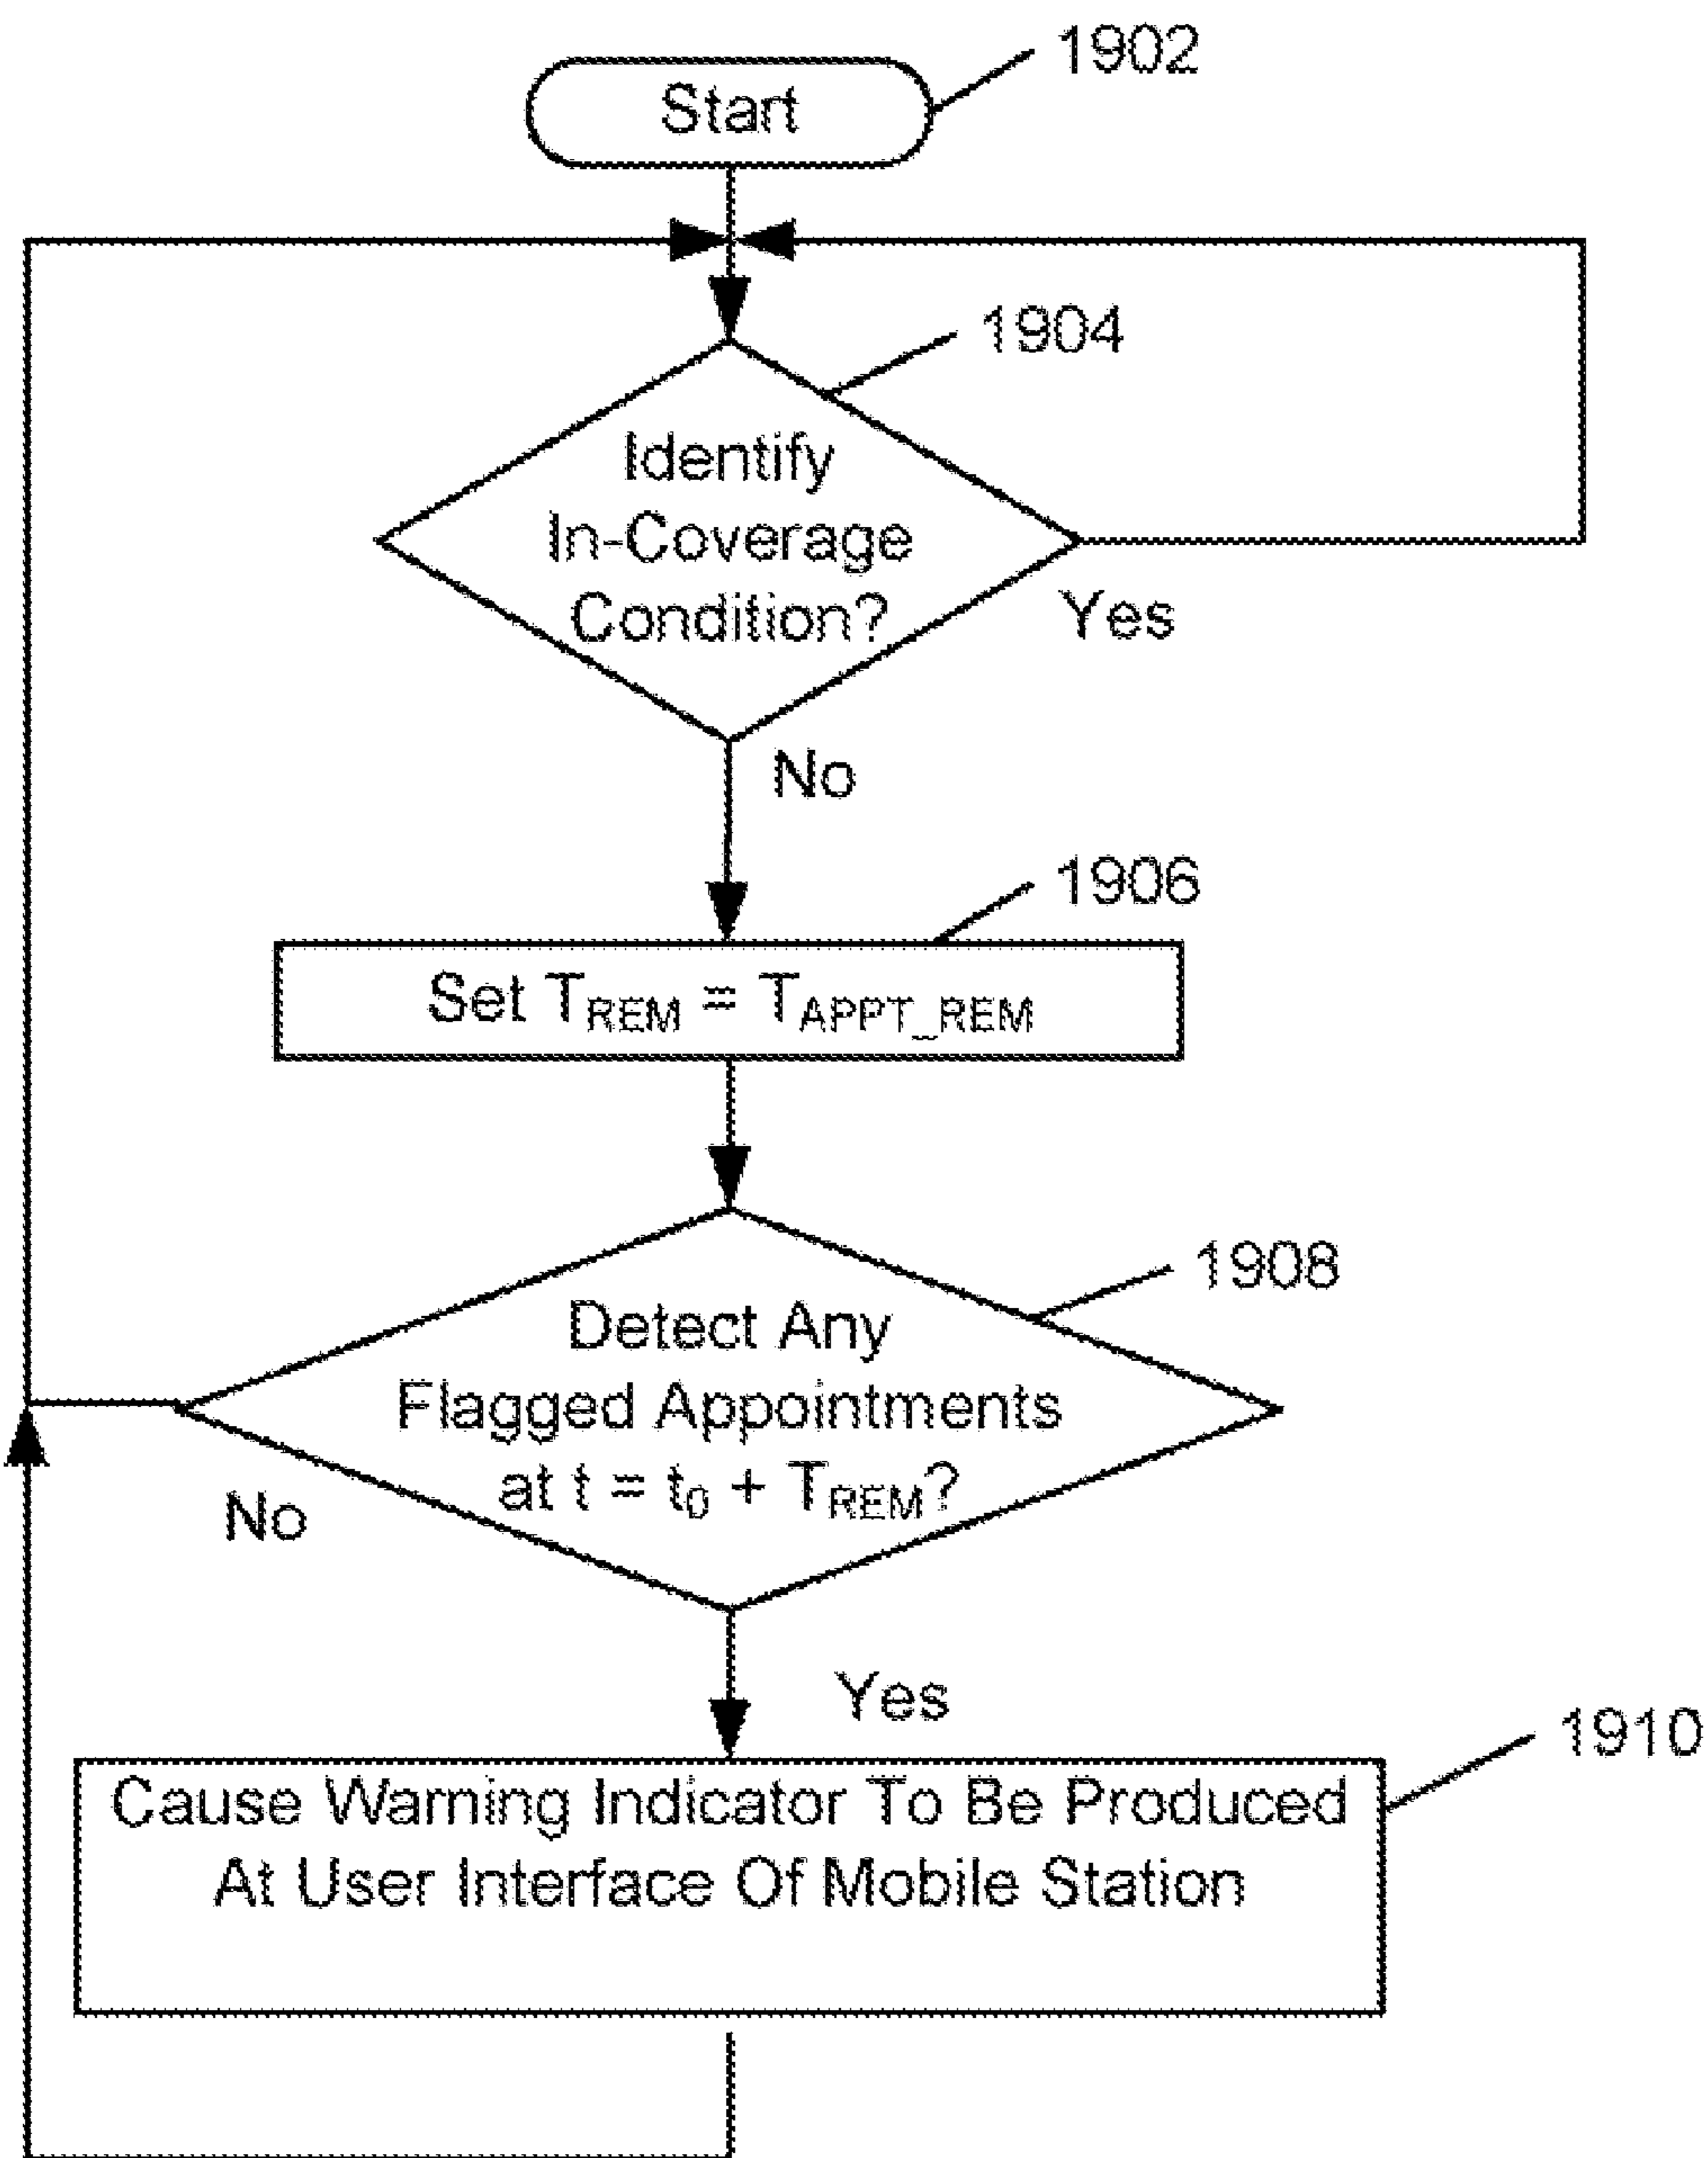 1902
Start
1904
Identify
In-Coverage
Condition?
Yes
No
1906
Set TREM = TAPPT_REM
1908
Detect Any
Flagged Appointments
at t = t0 + TREM?
No
Yes
1910
Cause Warning Indicator To Be Produced
At User Interface Of Mobile Station